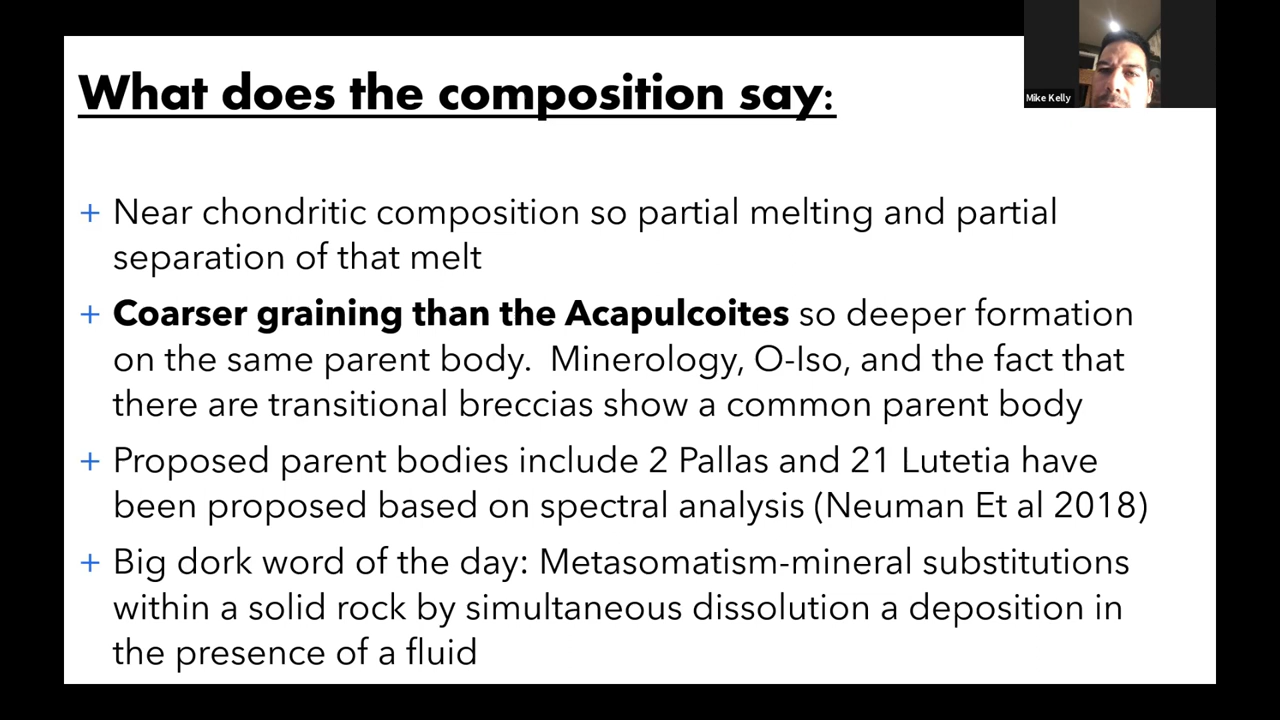 What does the composition say:
Mike Kelly
+ Near chondritic composition so partial melting and partial
separation of that melt
+ Coarser graining than the Acapulcoites so deeper formation
on the same parent body.  Minerology, O-Iso, and the fact that
there are transitional breccias show a common parent body
+ Proposed parent bodies include 2 Pallas and 21 Lutetia have
been proposed based on spectral analysis (Neuman Et al 2018)
+ Big dork word of the day: Metasomatism-mineral substitutions
within a solid rock by simultaneous dissolution a deposition in
the presence of a fluid